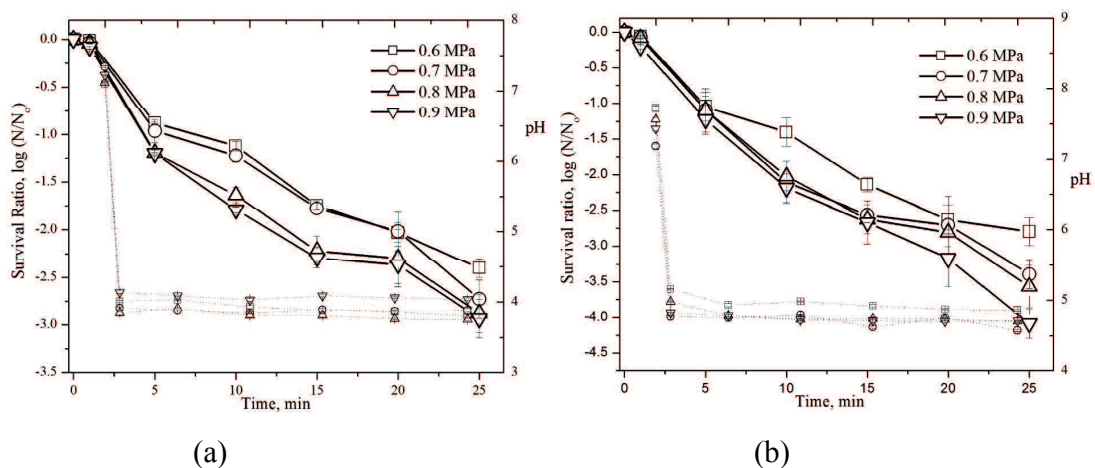 8
0.0
-0.5
-1.0
-1.5
-2.0
-2.5
-3.0
-3.5
Survival Ratio, log (N/No)
0.6 MPa
0.7 MPa
0.8 MPa
0.9 MPa
7
6
5
4
3
pH
0 5 10 15 20 25
Time, min
(a)
9
0.0
-0.5
-1.0
-1.5
-2.0
-2.5
-3.0
-3.5
-4.0
-4.5
Survival ratio, log (N/No)
0.6 MPa
0.7 MPa
0.8 MPa
0.9 MPa
8
7
6
5
4
pH
0 5 10 15 20 25
Time, min
(b)